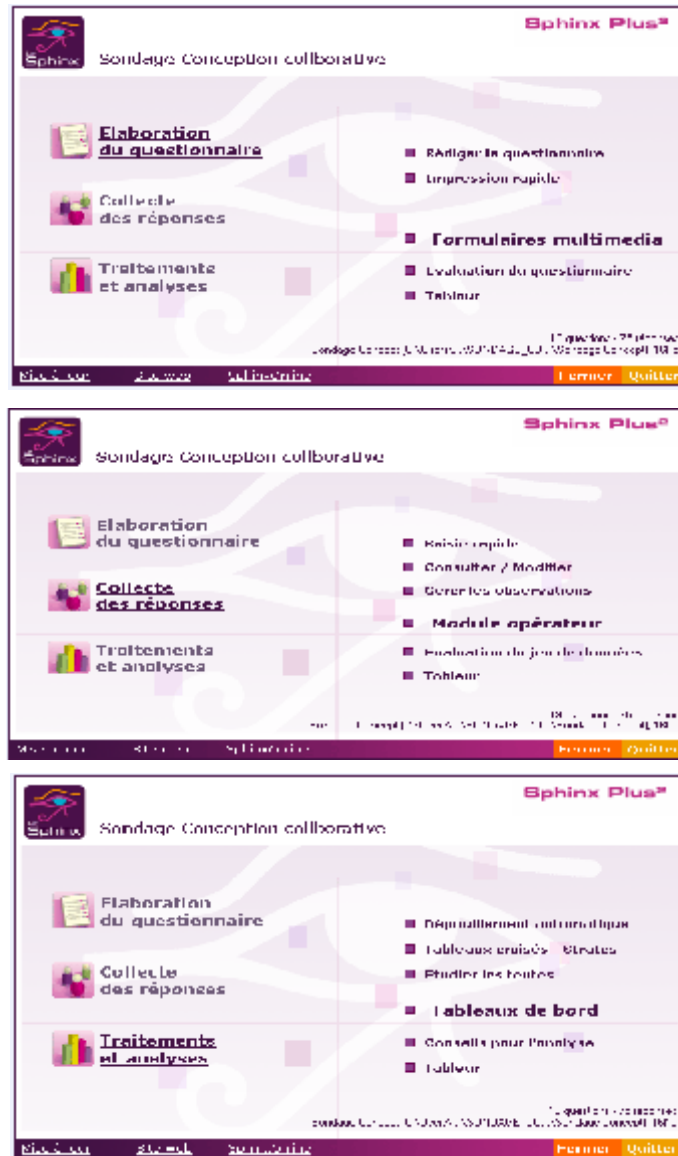 Sphinx Plus²
Sphinx
Sondage Conception collborative
Elaboration
du questionnaire
Rédiger le questionnaire
Impression rapide
Collecte
des réponses
Formulaires multimedia
Traitements
et analyses
Evaluation du questionnaire
Tableur
Site web
Fermer Quitter
Sphinx Plus²
Sphinx
Sondage Conception collborative
Elaboration
du questionnaire
Saisie rapide
Consulter / Modifier
Collecte
des réponses
Gérer les observations
Module opérateur
Traitements
et analyses
Evaluation du jeu de données
Tableur
Fermer Quitter
Sphinx Plus²
Sphinx
Sondage Conception collborative
Elaboration
du questionnaire
Dépouillement automatique
Tableaux croisés Strates
Collecte
des réponses
Etudier les textes
Tableaux de bord
Traitements
et analyses
Conseils pour l'analyse
Tableur
Site web
Fermer Quitter